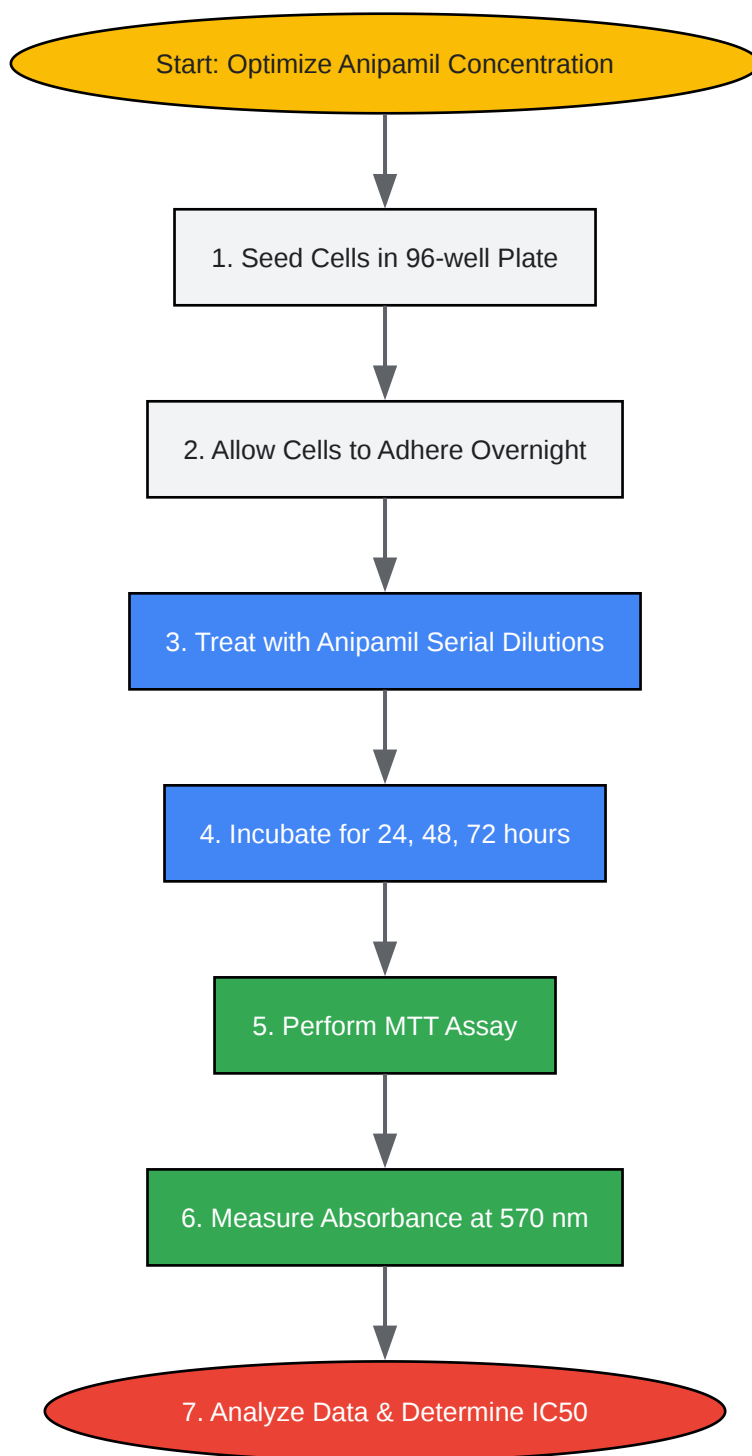 Start: Optimize Anipamil Concentration
1. Seed Cells in 96-well Plate
2. Allow Cells to Adhere Overnight
3. Treat with Anipamil Serial Dilutions
4. Incubate for 24, 48, 72 hours
5. Perform MTT Assay
6. Measure Absorbance at 570 nm
7. Analyze Data & Determine IC50